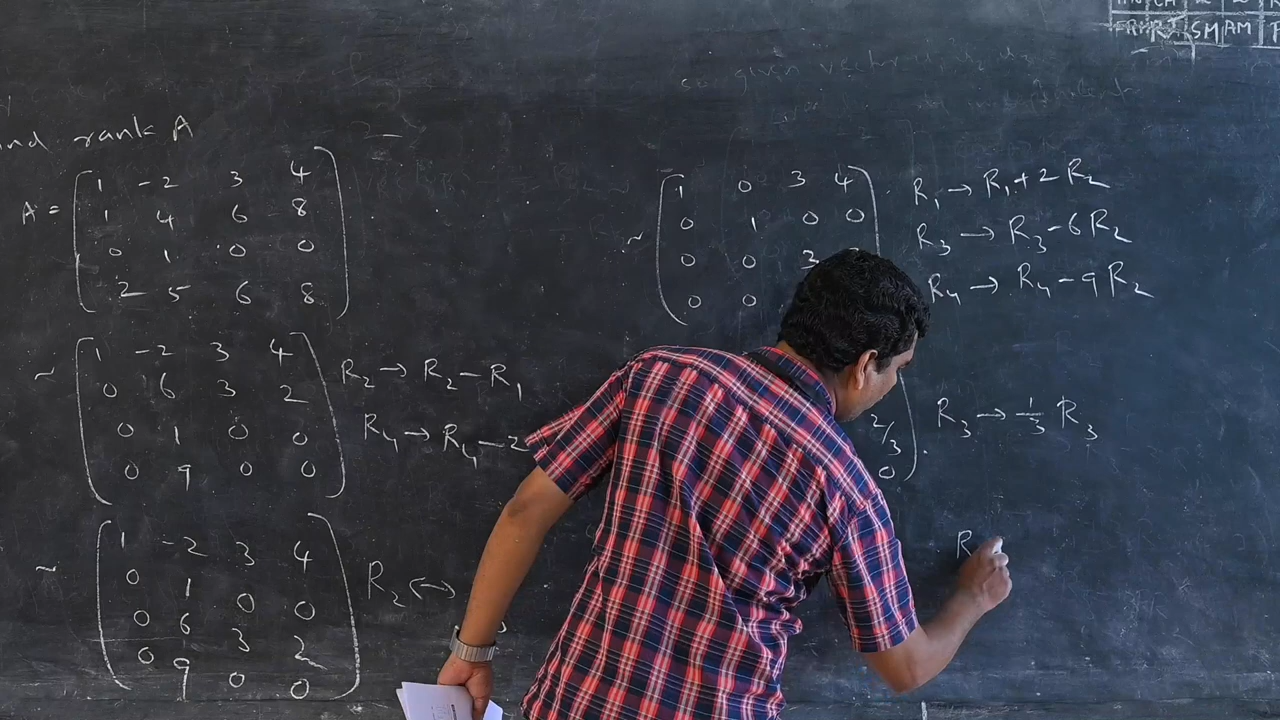 rank A
A =
1 -2 3 4
1 4 6 8
0 1 0 0
2 5 6 8
~
1 -2 3 4
0 6 3 2
0 1 0 0
0 9 0 0
R₂ → R₂ - R₁
R₄ → R₄ - 2
~
1 -2 3 4
0 1 0 0
0 6 3 2
0 9 0 0
R₂ ↔
~
1 0 3 4
0 1 0 0
0 0 3
0 0
R₁ → R₁ + 2 R₂
R₃ → R₃ - 6 R₂
R₄ → R₄ - 9 R₂
2/3
0
R₃ → 1/3 R₃
R
SM AM